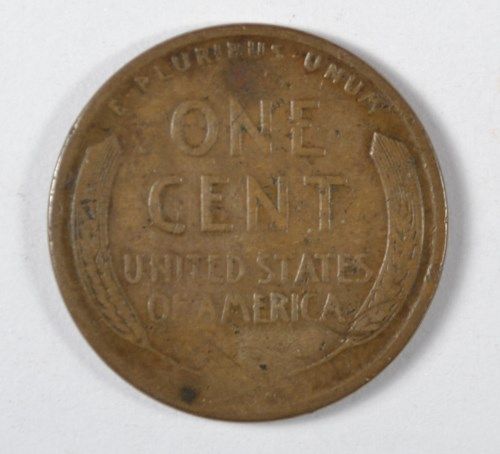 E·PLURIBUS·UNUM
ONE
CENT
UNITED STATES
OF AMERICA